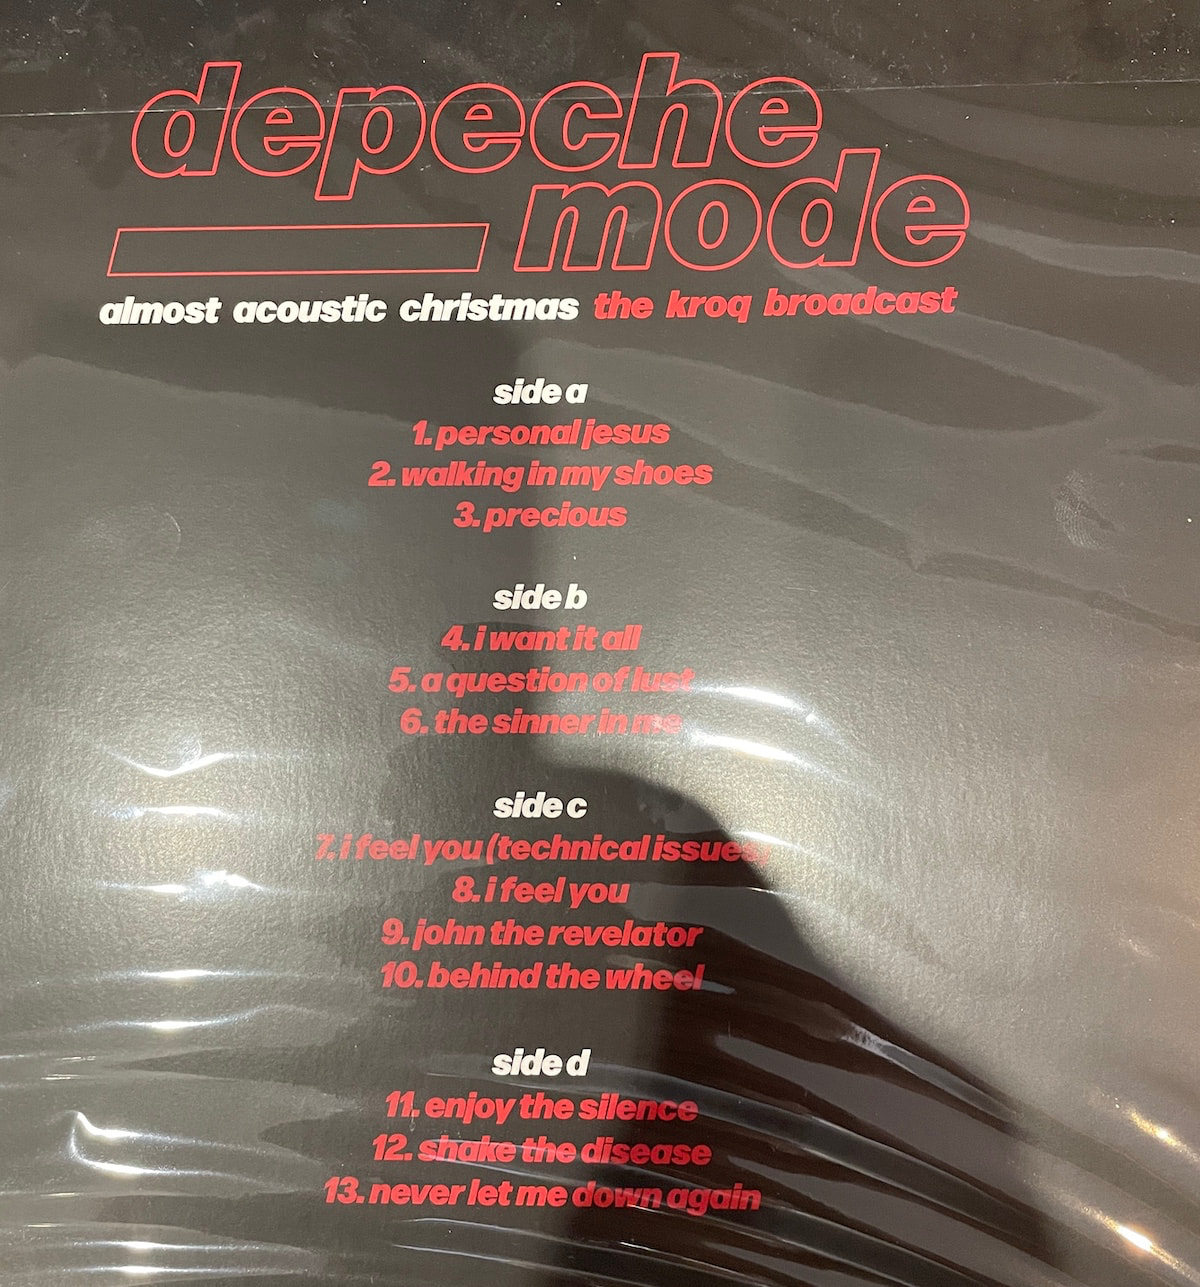 depeche
mode
almost acoustic christmas the kroq broadcast
side a
1. personal jesus
2. walking in my shoes
3. precious
side b
4. i want it all
5. a question of lust
6. the sinner in me
side c
7. i feel you (technical issues)
8. i feel you
9. john the revelator
10. behind the wheel
side d
11. enjoy the silence
12. shake the disease
13. never let me down again